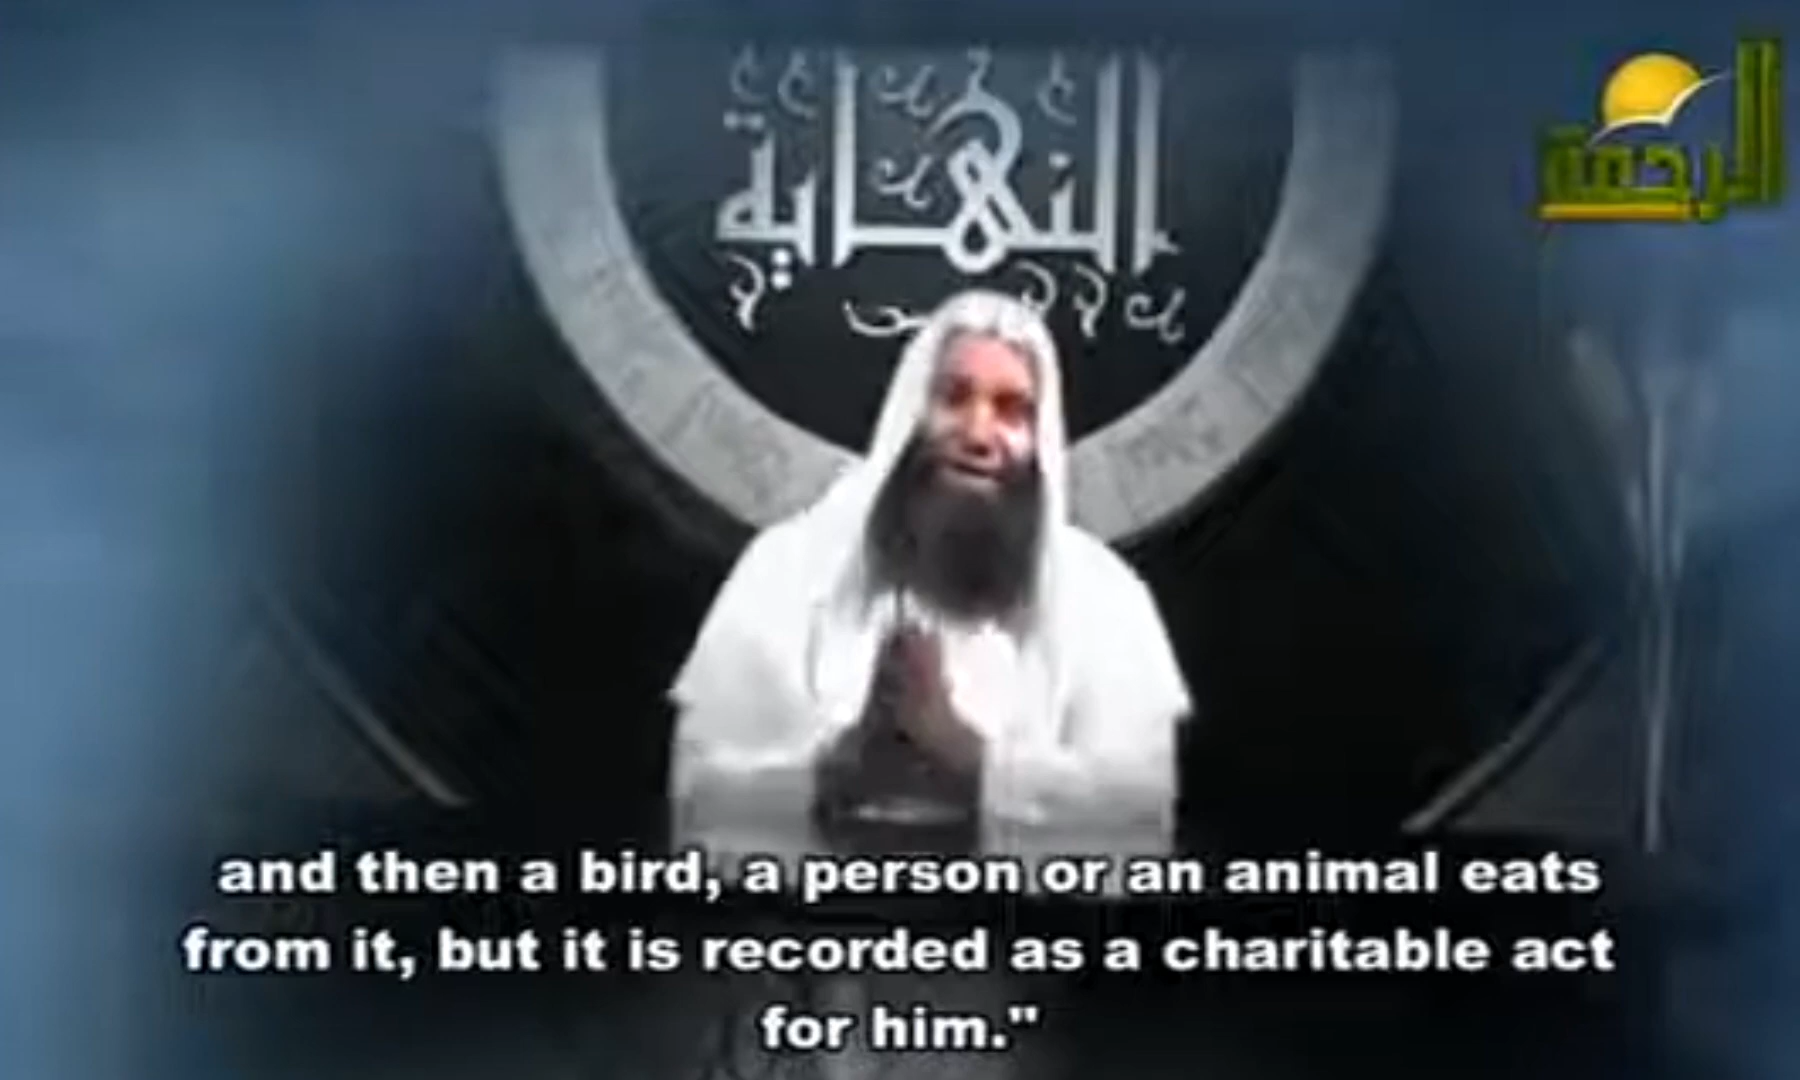 النهاية
الرحمة
and then a bird, a person or an animal eats
from it, but it is recorded as a charitable act
for him."